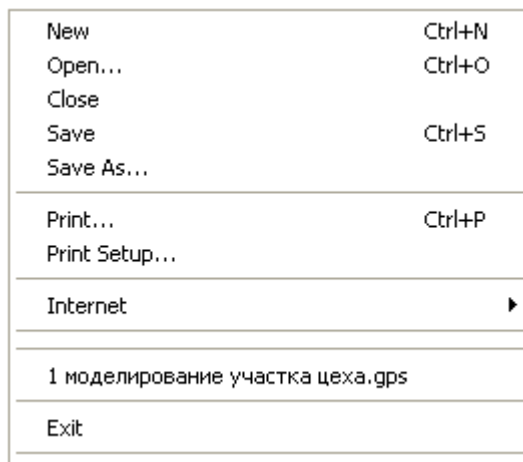 New Ctrl+N
Open... Ctrl+O
Close
Save Ctrl+S
Save As...
Print... Ctrl+P
Print Setup...
Internet
1 моделирование участка цеха.gps
Exit